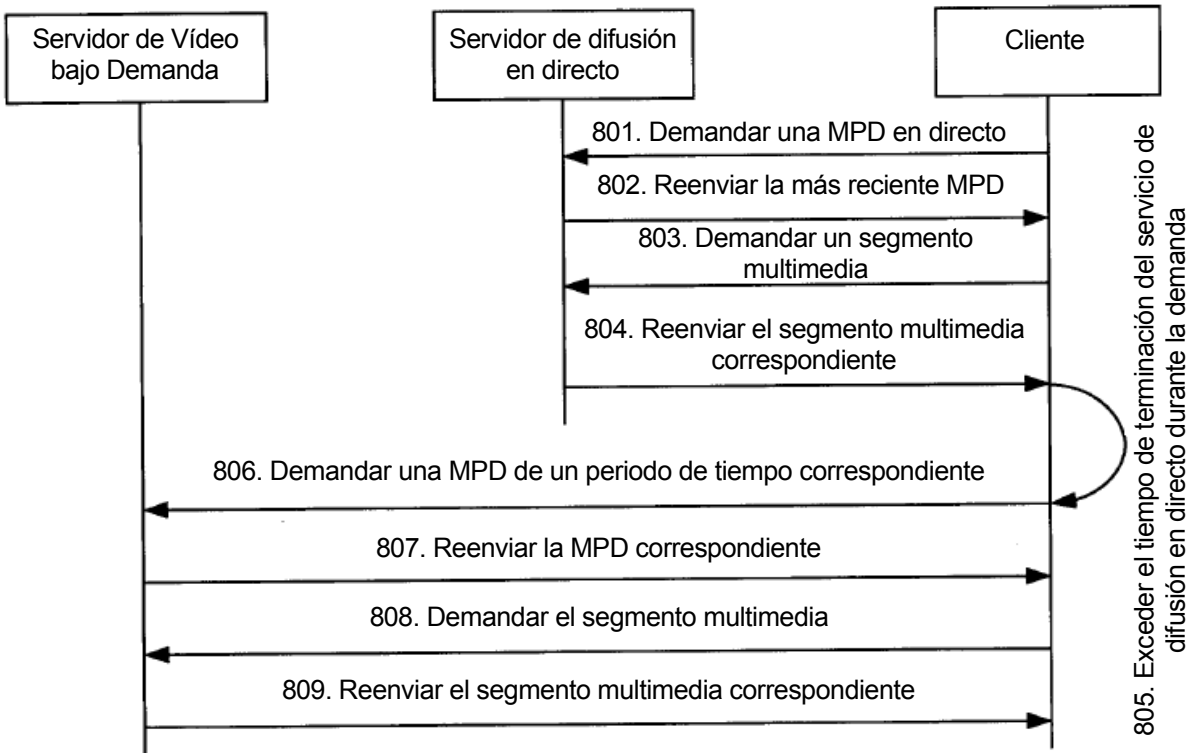 Servidor de Vídeo
bajo Demanda
Servidor de difusión
en directo
Cliente
801. Demandar una MPD en directo
802. Reenviar la más reciente MPD
803. Demandar un segmento
multimedia
804. Reenviar el segmento multimedia
correspondiente
805. Exceder el tiempo de terminación del servicio de
difusión en directo durante la demanda
806. Demandar una MPD de un periodo de tiempo correspondiente
807. Reenviar la MPD correspondiente
808. Demandar el segmento multimedia
809. Reenviar el segmento multimedia correspondiente